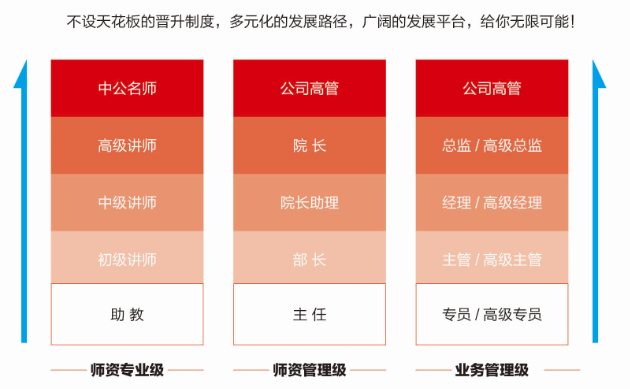 不设天花板的晋升制度，多元化的发展路径，广阔的发展平台，给你无限可能！
中公名师 公司高管 公司高管
高级讲师 院 长 总监 / 高级总监
中级讲师 院长助理 经理 / 高级经理
初级讲师 部 长 主管 / 高级主管
助 教 主 任 专员 / 高级专员
师资专业级 师资管理级 业务管理级